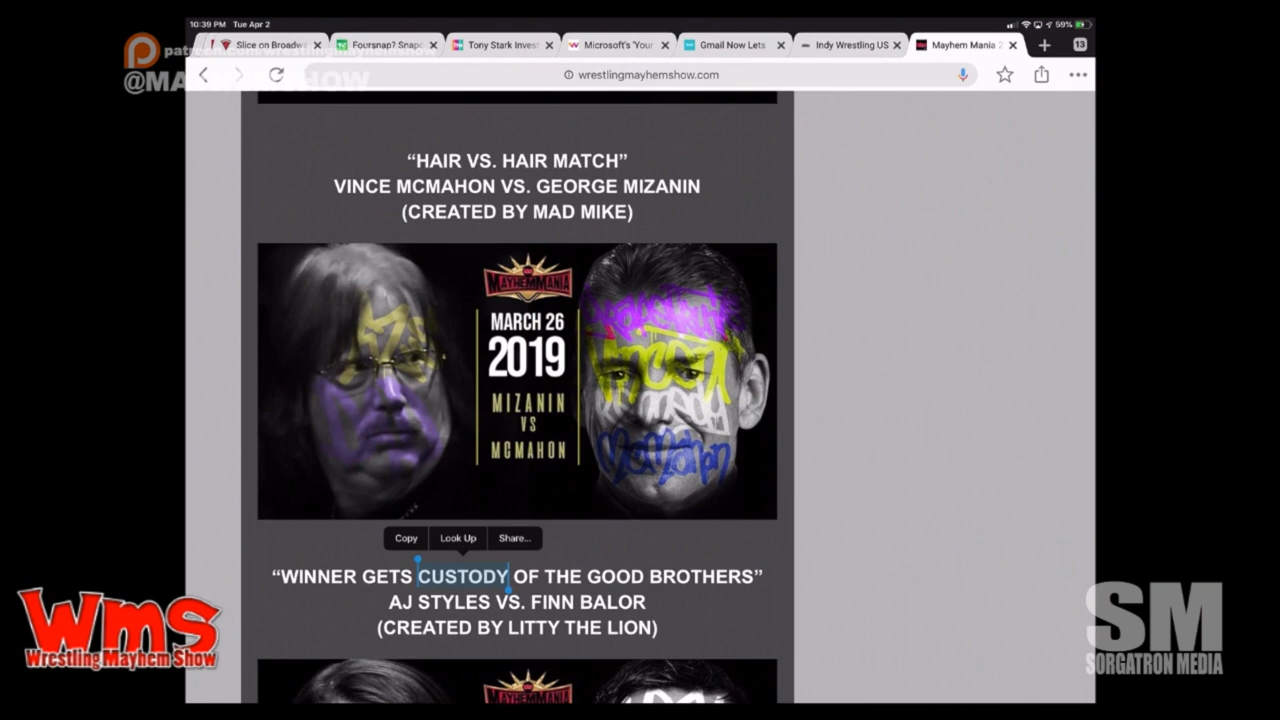 10:39 PM Tue Apr 2
59%
Slice on Broadw
Foursnap? Snapc
Tony Stark Invest
Microsoft's 'Your
Gmail Now Lets
Indy Wrestling US
Mayhem Mania 2
13
wrestlingmayhemshow.com
“HAIR VS. HAIR MATCH”
VINCE MCMAHON VS. GEORGE MIZANIN
(CREATED BY MAD MIKE)
MAYHEMMANIA
MARCH 26
2019
MIZANIN
VS
MCMAHON
McMahon
Copy
Look Up
Share...
“WINNER GETS CUSTODY OF THE GOOD BROTHERS”
AJ STYLES VS. FINN BALOR
(CREATED BY LITTY THE LION)
MAYHEMMANIA
WmS
Wrestling Mayhem Show
SM
SORGATRON MEDIA